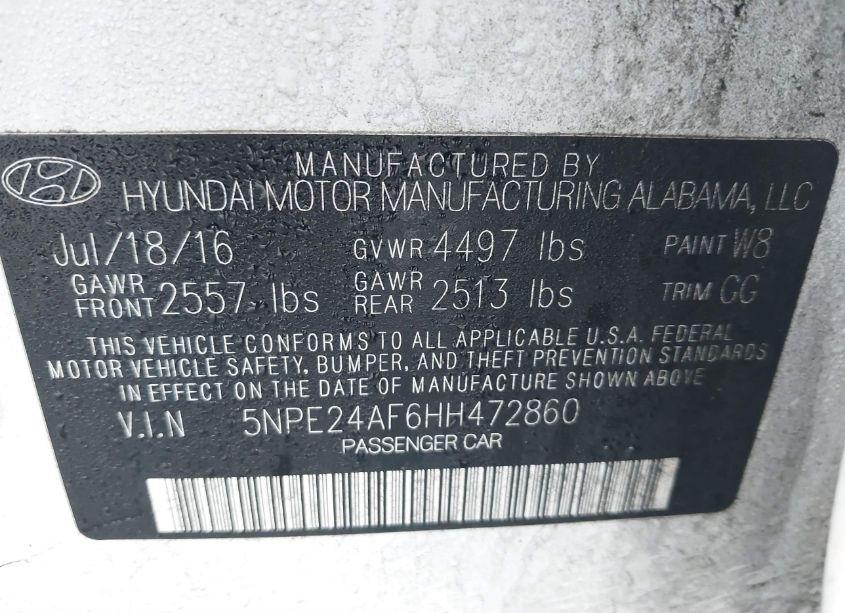 MANUFACTURED BY
HYUNDAI MOTOR MANUFACTURING ALABAMA, LLC
Jul/18/16 GVWR 4497 lbs PAINT W8
GAWR FRONT 2557 lbs GAWR REAR 2513 lbs TRIM GG
THIS VEHICLE CONFORMS TO ALL APPLICABLE U.S.A. FEDERAL
MOTOR VEHICLE SAFETY, BUMPER, AND THEFT PREVENTION STANDARDS
IN EFFECT ON THE DATE OF MANUFACTURE SHOWN ABOVE
V.I.N 5NPE24AF6HH472860
PASSENGER CAR